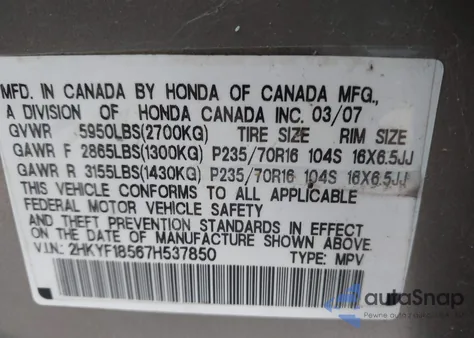 MFD. IN CANADA BY HONDA OF CANADA MFG.,
A DIVISION OF HONDA CANADA INC. 03/07
GVWR 5950LBS(2700KG) TIRE SIZE RIM SIZE
GAWR F 2865LBS(1300KG) P235/70R16 104S 16X6.5JJ
GAWR R 3155LBS(1430KG) P235/70R16 104S 16X6.5JJ
THIS VEHICLE CONFORMS TO ALL APPLICABLE
FEDERAL MOTOR VEHICLE SAFETY
AND THEFT PREVENTION STANDARDS IN EFFECT
ON THE DATE OF MANUFACTURE SHOWN ABOVE.
V.I.N.: 2HKYF18567H537850 TYPE: MPV
autoSnap